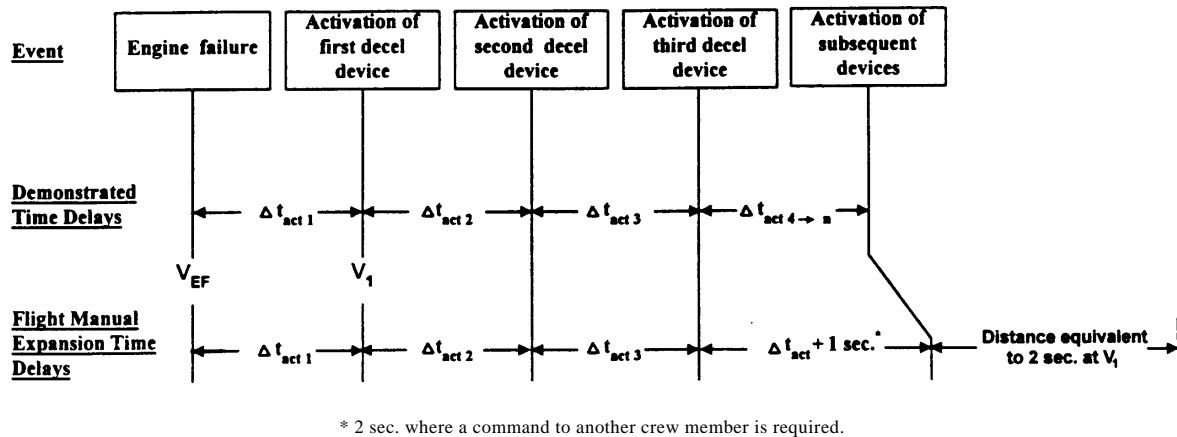 Event
Engine failure
Activation of
first decel
device
Activation of
second decel
device
Activation of
third decel
device
Activation of
subsequent
devices
Demonstrated
Time Delays
Δ t act 1
Δ t act 2
Δ t act 3
Δ t act 4→ n
V EF
V 1
Flight Manual
Expansion Time
Delays
Δ t act 1
Δ t act 2
Δ t act 3
Δ t act + 1 sec.*
Distance equivalent
to 2 sec. at V1
* 2 sec. where a command to another crew member is required.